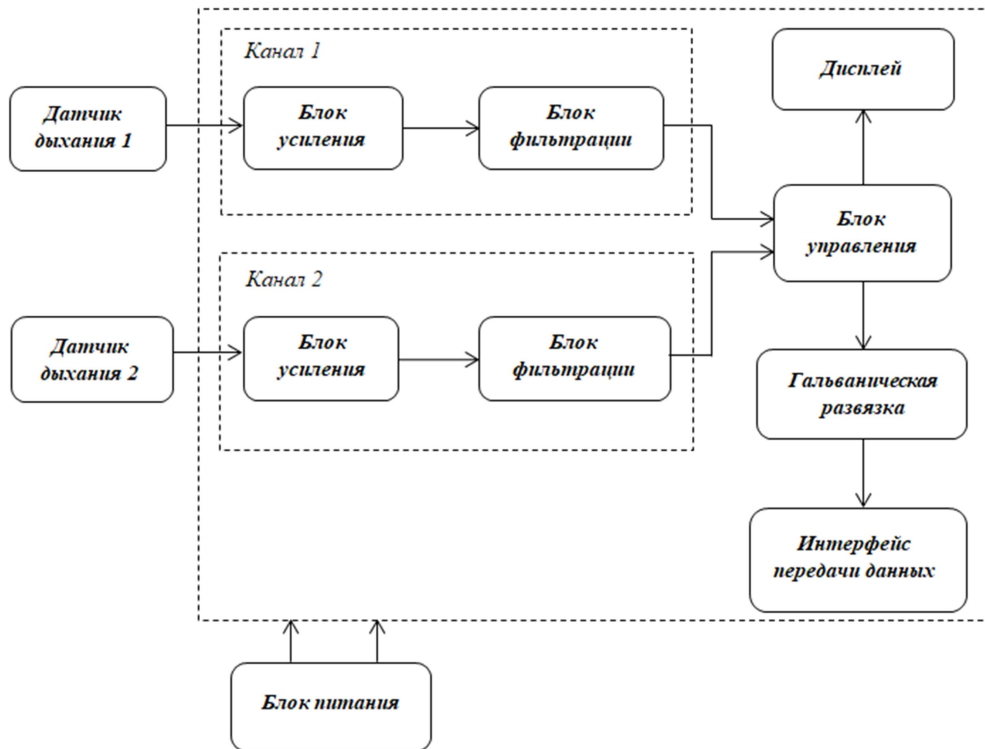 Канал 1
Датчик
дыхания 1
Блок
усиления
Блок
фильтрации
Дисплей
Блок
управления
Канал 2
Датчик
дыхания 2
Блок
усиления
Блок
фильтрации
Гальваническая
развязка
Интерфейс
передачи данных
Блок питания